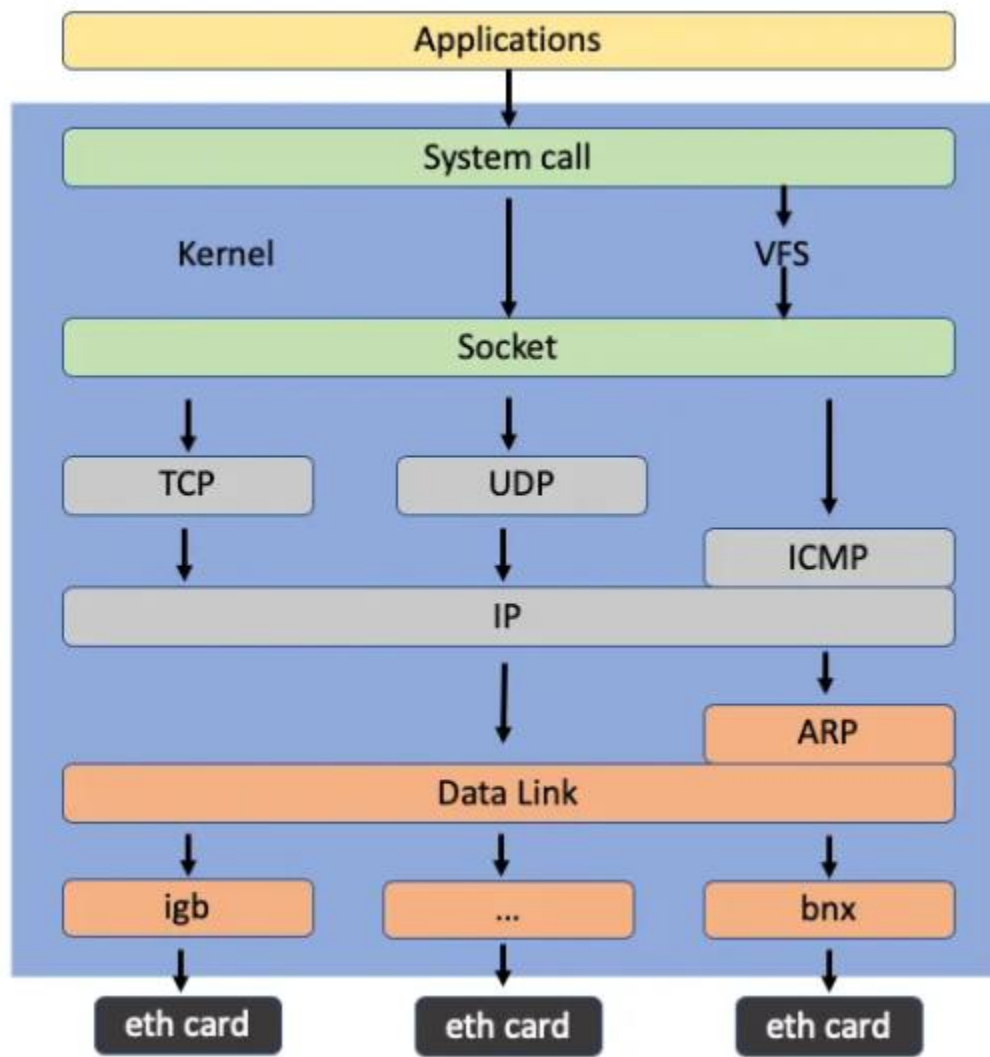 Applications
System call
Kernel
VFS
Socket
TCP
UDP
ICMP
IP
ARP
Data Link
igb
...
bnx
eth card
eth card
eth card